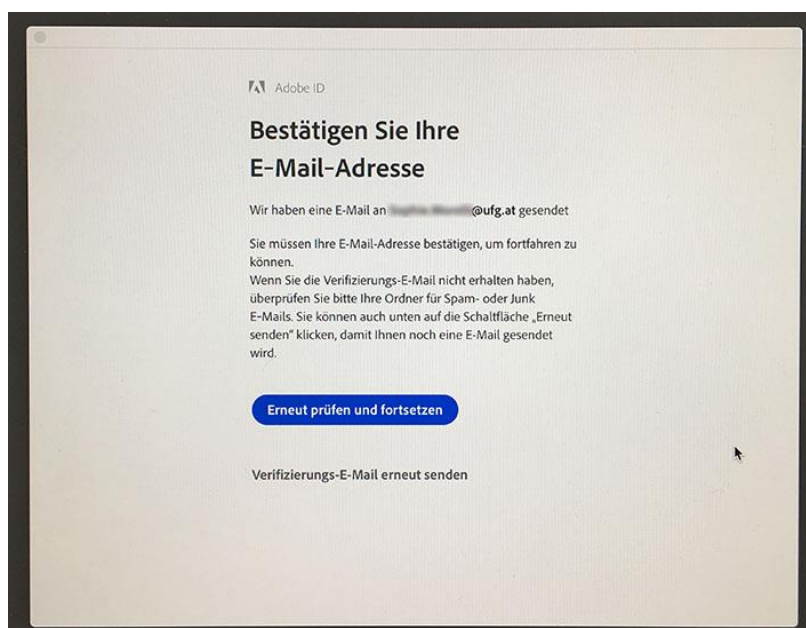 Adobe ID
Bestätigen Sie Ihre
E-Mail-Adresse
Wir haben eine E-Mail an @ufg.at gesendet
Sie müssen Ihre E-Mail-Adresse bestätigen, um fortfahren zu
können.
Wenn Sie die Verifizierungs-E-Mail nicht erhalten haben,
überprüfen Sie bitte Ihre Ordner für Spam- oder Junk
E-Mails. Sie können auch unten auf die Schaltfläche „Erneut
senden“ klicken, damit Ihnen noch eine E-Mail gesendet
wird.
Erneut prüfen und fortsetzen
Verifizierungs-E-Mail erneut senden